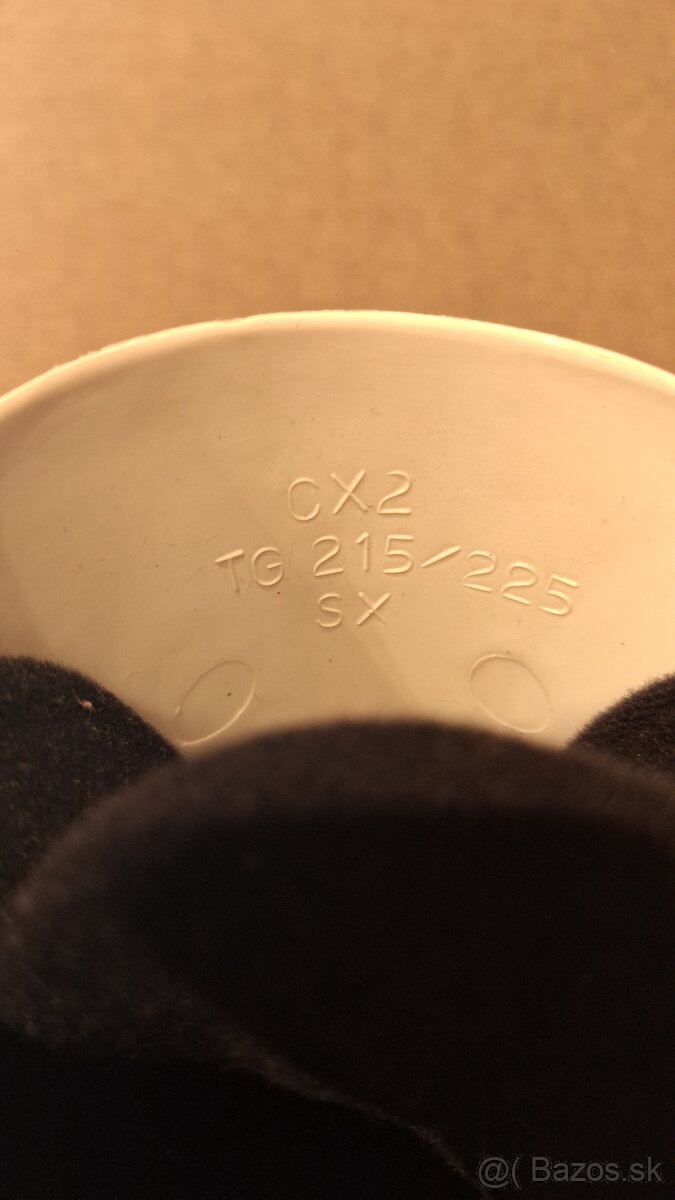 CX2
TG 215/225
SX
@( Bazos.sk